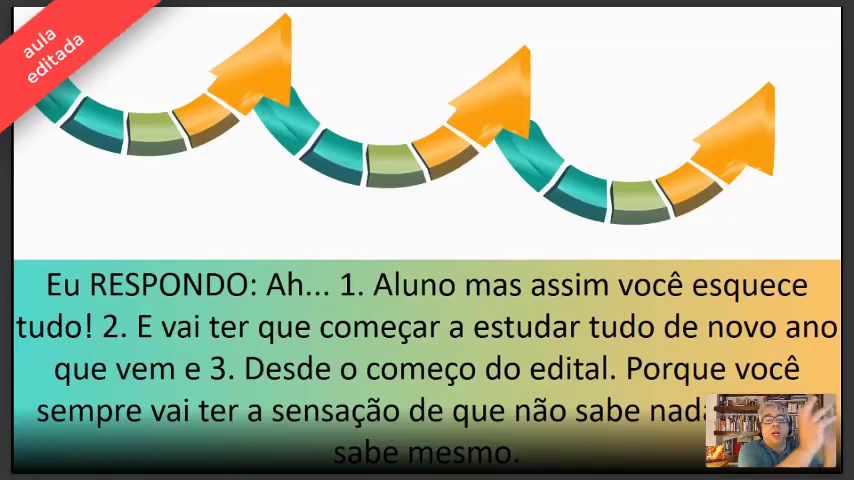 aula
editada
Eu RESPONDO: Ah... 1. Aluno mas assim você esquece
tudo! 2. E vai ter que começar a estudar tudo de novo ano
que vem e 3. Desde o começo do edital. Porque você
sempre vai ter a sensação de que não sabe nada
sabe mesmo.